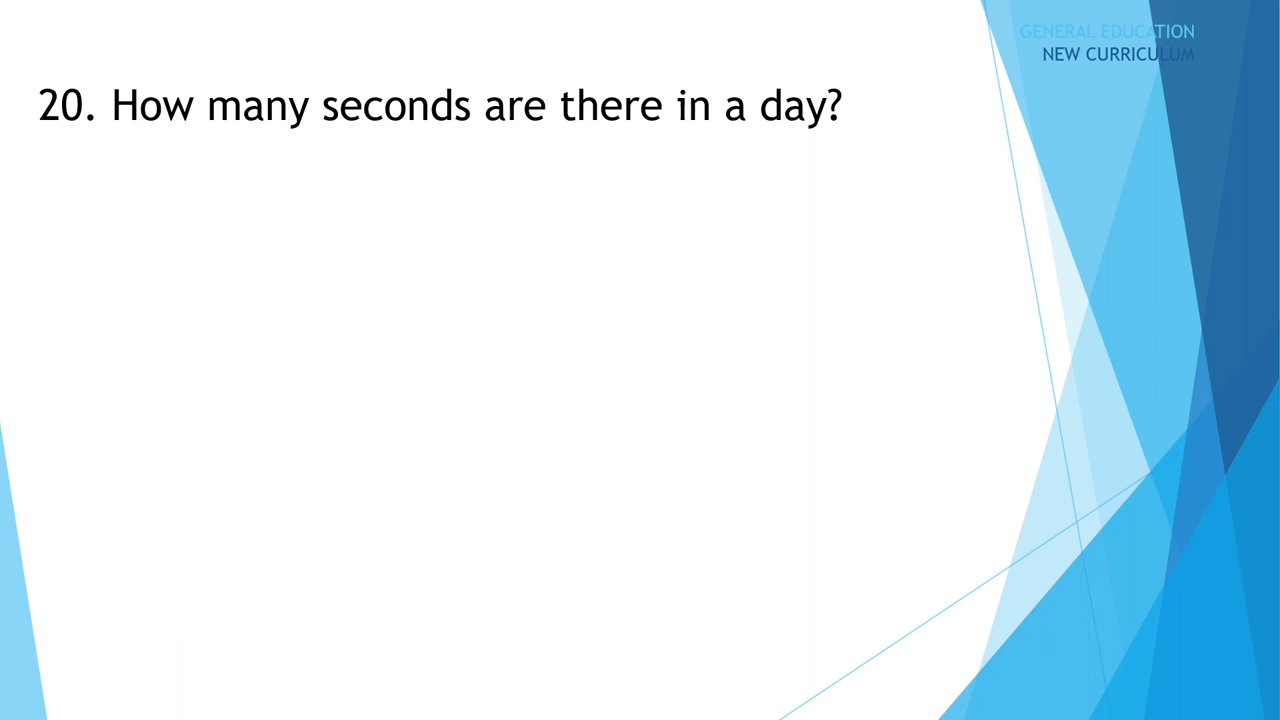 GENERAL EDUCATION
NEW CURRICULUM
20. How many seconds are there in a day?